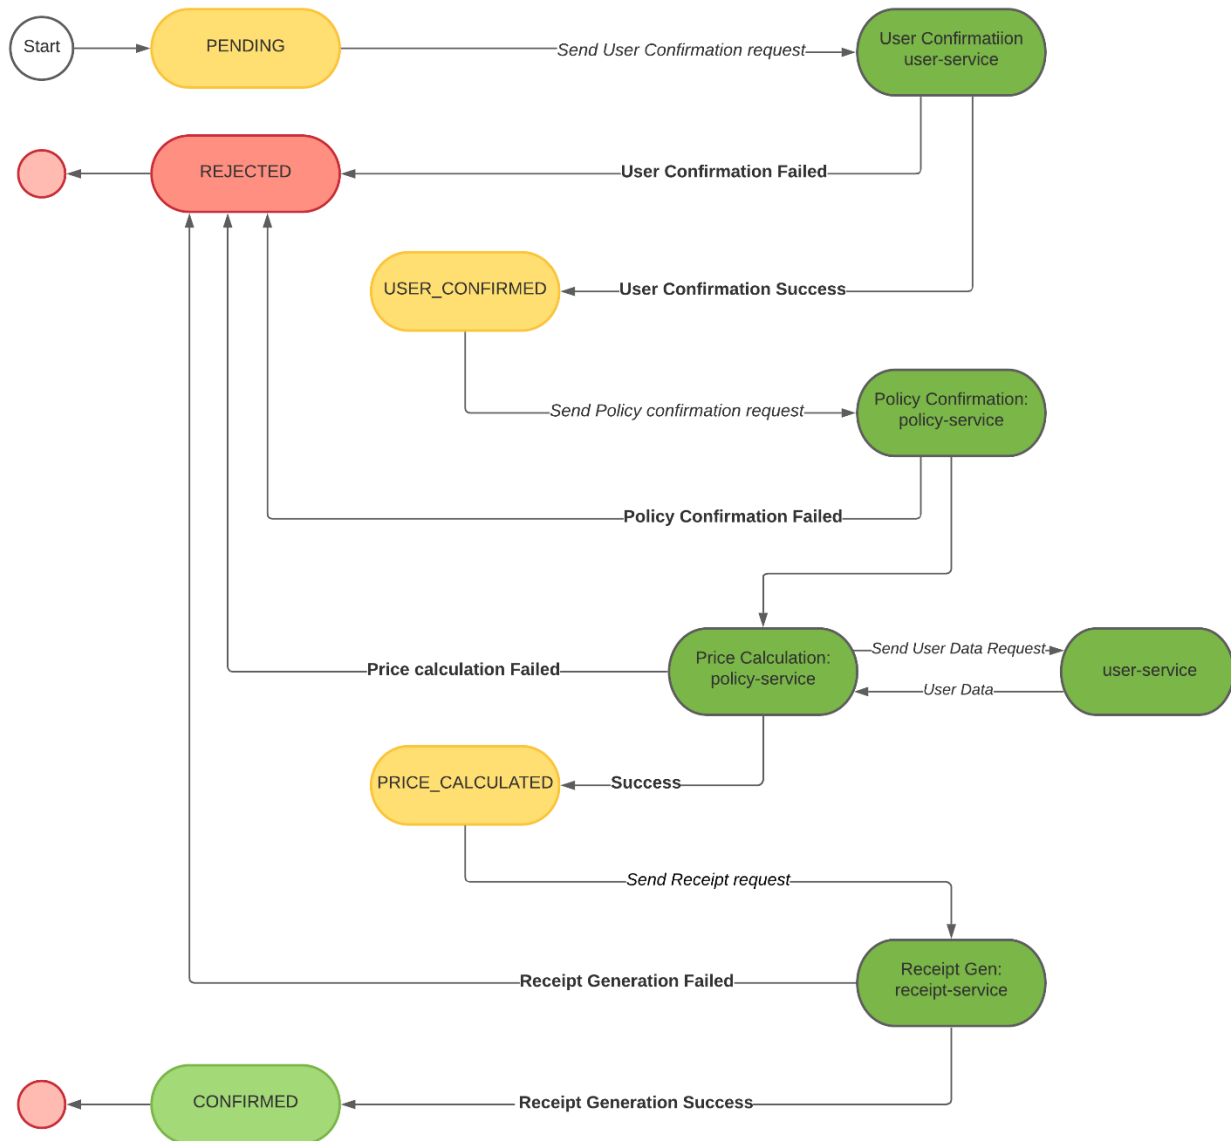 Start
PENDING
Send User Confirmation request
User Confirmatiion
user-service
REJECTED
User Confirmation Failed
USER_CONFIRMED
User Confirmation Success
Send Policy confirmation request
Policy Confirmation:
policy-service
Policy Confirmation Failed
Price calculation Failed
Price Calculation:
policy-service
Send User Data Request
User Data
user-service
PRICE_CALCULATED
Success
Send Receipt request
Receipt Generation Failed
Receipt Gen:
receipt-service
CONFIRMED
Receipt Generation Success